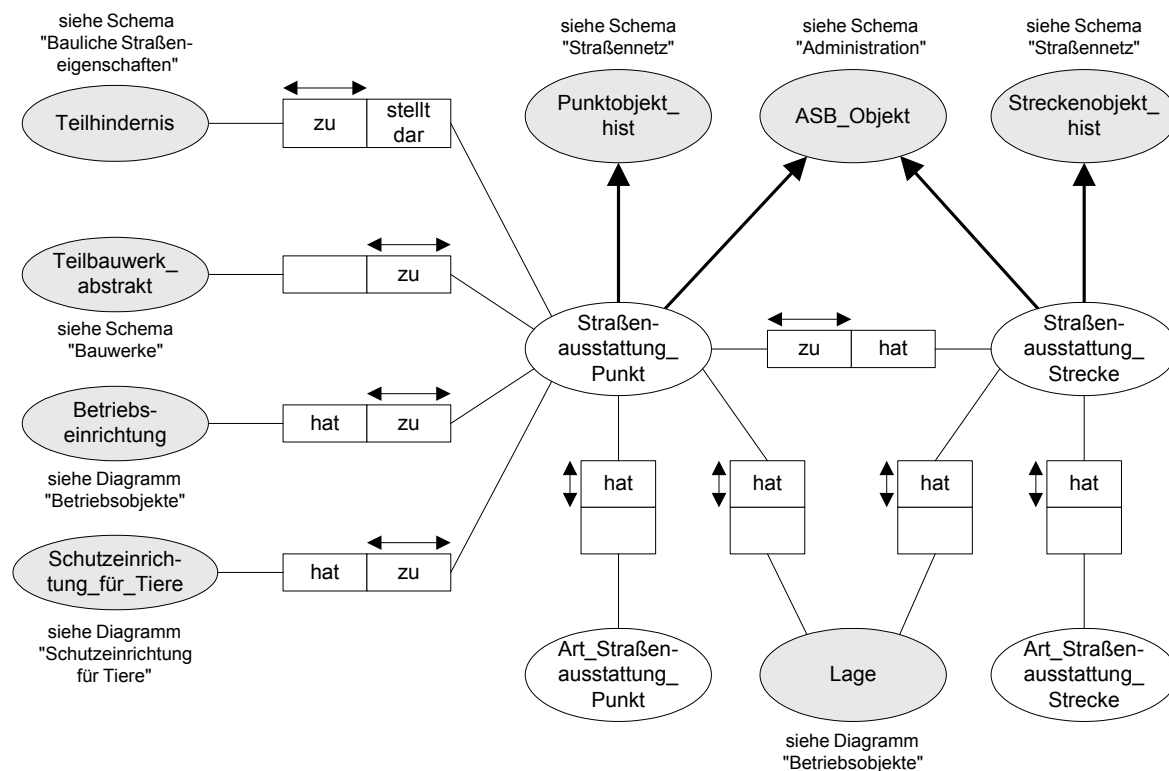 siehe Schema
"Bauliche Straßen-
eigenschaften"
Teilhindernis
zu
stellt
dar
siehe Schema
"Straßennetz"
Punktobjekt_
hist
siehe Schema
"Administration"
ASB_Objekt
siehe Schema
"Straßennetz"
Streckenobjekt_
hist
Teilbauwerk_
abstrakt
zu
siehe Schema
"Bauwerke"
Straßen-
ausstattung_
Punkt
zu
hat
Straßen-
ausstattung_
Strecke
Betriebs-
einrichtung
hat
zu
siehe Diagramm
"Betriebsobjekte"
hat
hat
hat
hat
Schutzeinrich-
tung_für_Tiere
hat
zu
siehe Diagramm
"Schutzeinrichtung
für Tiere"
Art_Straßen-
ausstattung_
Punkt
Lage
Art_Straßen-
ausstattung_
Strecke
siehe Diagramm
"Betriebsobjekte"